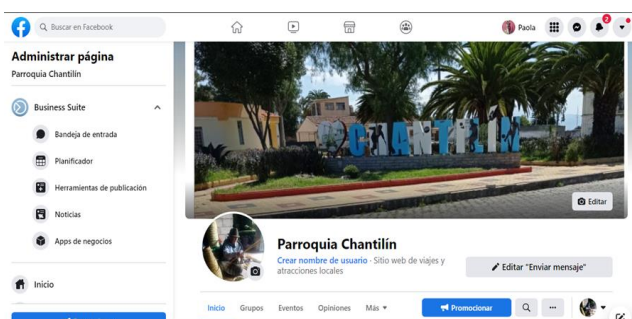 Buscar en Facebook
Paola
2
Administrar página
Parroquia Chantilín
Business Suite
Bandeja de entrada
Planificador
Herramientas de publicación
Noticias
Apps de negocios
Inicio
CHANTILIN
Editar
Parroquia Chantilín
Crear nombre de usuario · Sitio web de viajes y
atracciones locales
Editar "Enviar mensaje"
Inicio Grupos Eventos Opiniones Más
Promocionar